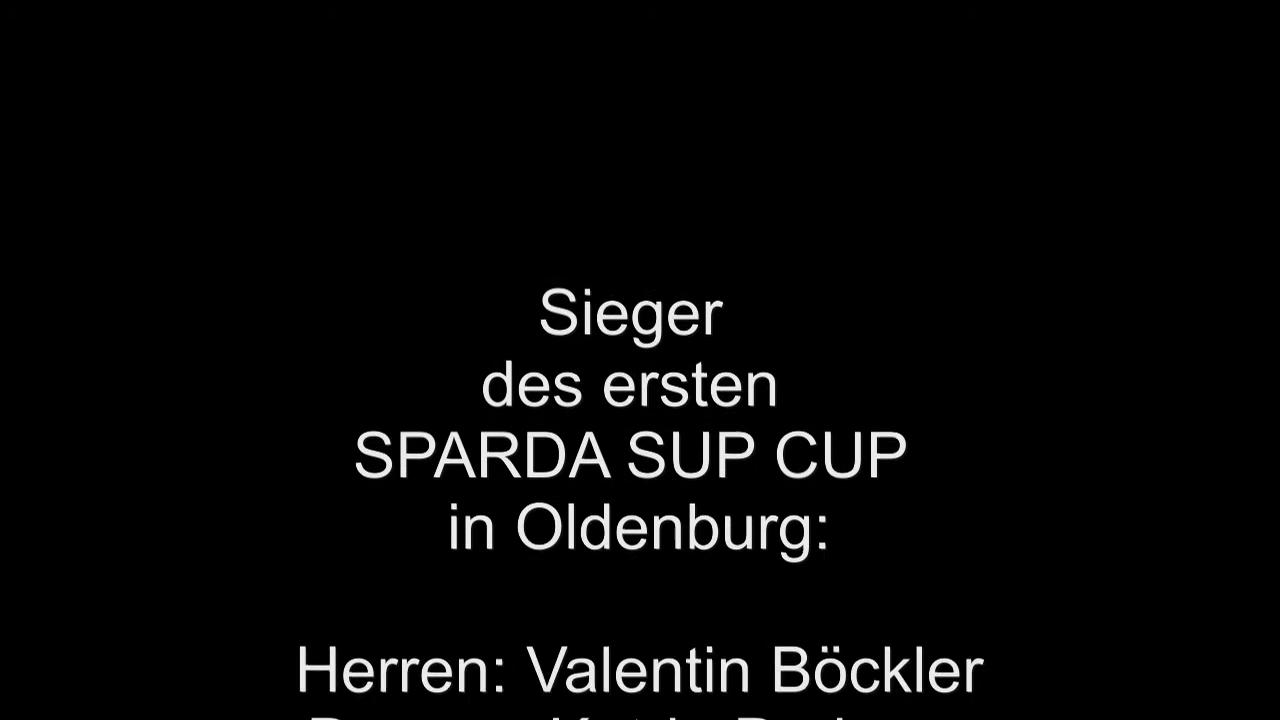 Sieger
des ersten
SPARDA SUP CUP
in Oldenburg:
Herren: Valentin Böckler